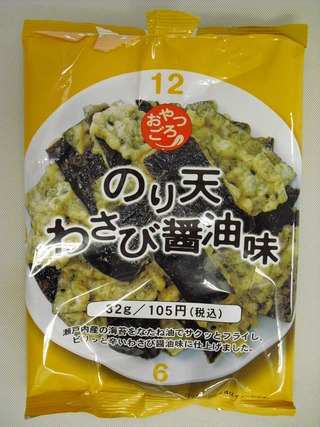 12
おやつ
ごろ
のり天
わさび醤油味
32g/105円(税込)
瀬戸内産の海苔をなたね油でサクッとフライし、
ピリッと辛いわさび醤油味に仕上げました。
6